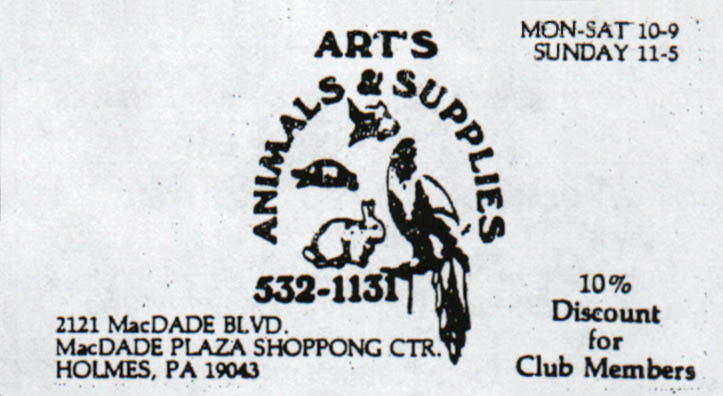 MON-SAT 10-9
SUNDAY 11-5
ART'S
ANIMALS & SUPPLIES
532-1131
2121 MacDADE BLVD.
MacDADE PLAZA SHOPPONG CTR.
HOLMES, PA 19043
10%
Discount
for
Club Members